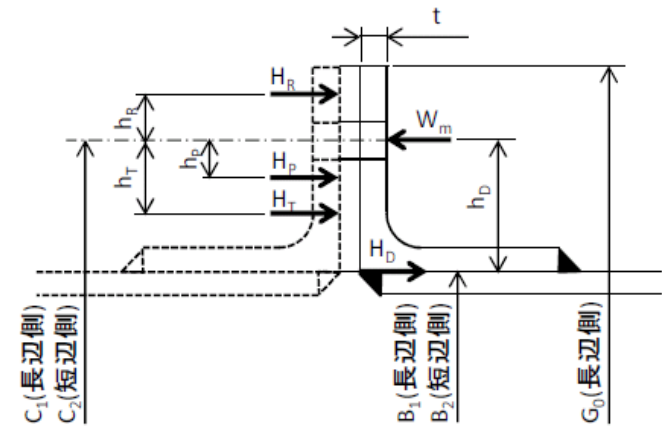 t
H_R
h_R
W_m
h_P
h_T
H_P
h_D
H_T
H_D
C₁(長辺側)
C₂(短辺側)
B₁(長辺側)
B₂(短辺側)
G₀(長辺側)